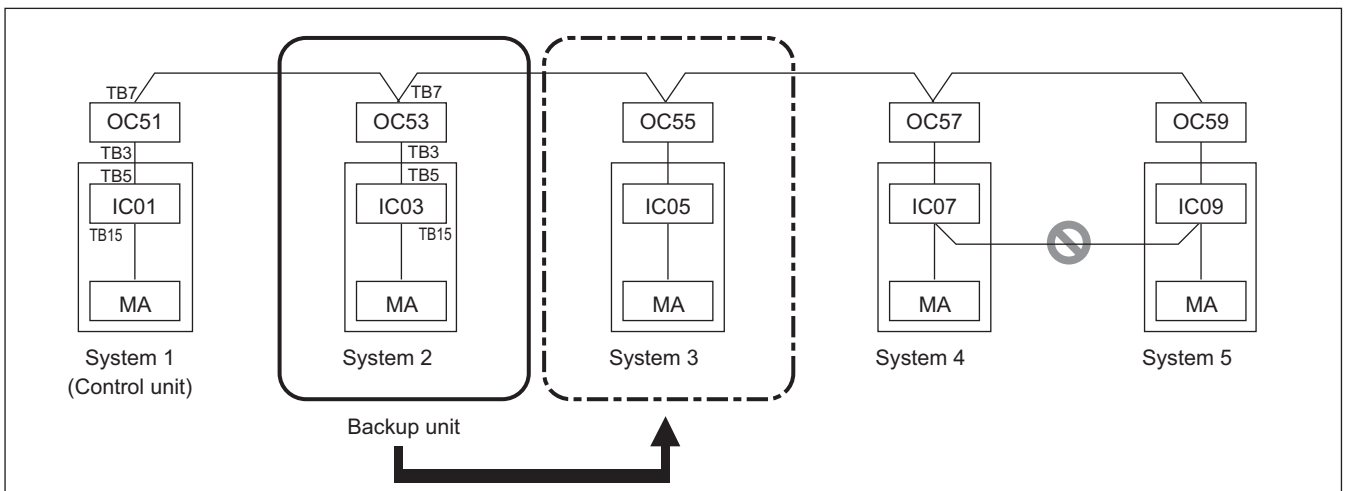 TB7 TB7
OC51 OC53 OC55 OC57 OC59
TB3 TB3
TB5 TB5
IC01 IC03 IC05 IC07 IC09
TB15 TB15
MA MA MA MA MA
System 1 System 2 System 3 System 4 System 5
(Control unit)
Backup unit